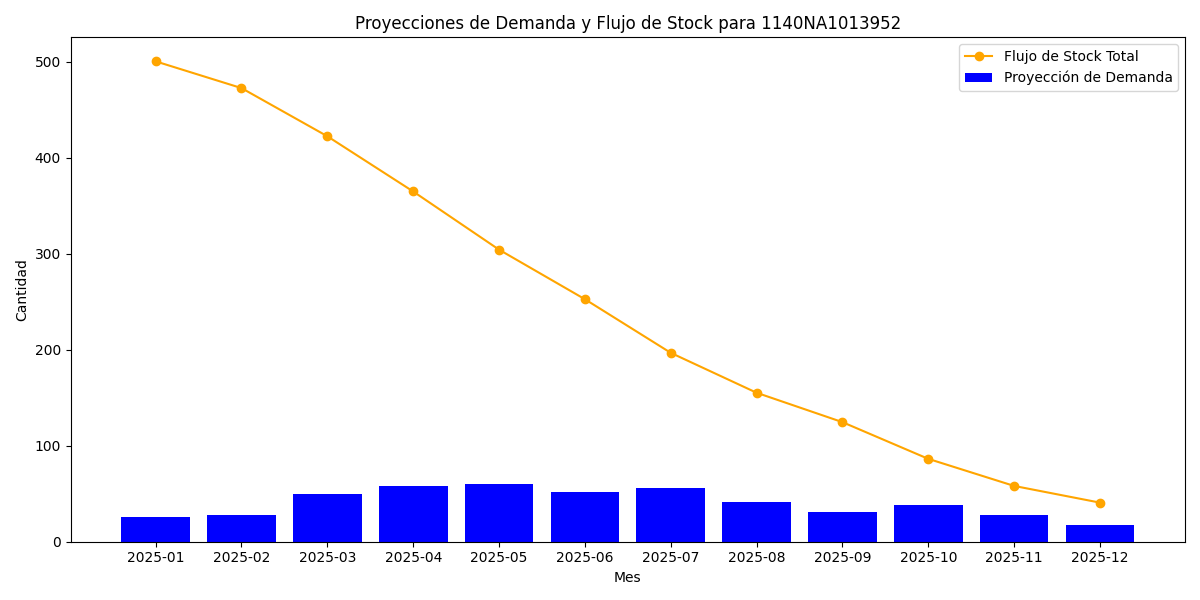 Proyecciones de Demanda y Flujo de Stock para 1140NA1013952
Flujo de Stock Total
Proyección de Demanda
Cantidad
500
400
300
200
100
0
2025-01 2025-02 2025-03 2025-04 2025-05 2025-06 2025-07 2025-08 2025-09 2025-10 2025-11 2025-12
Mes